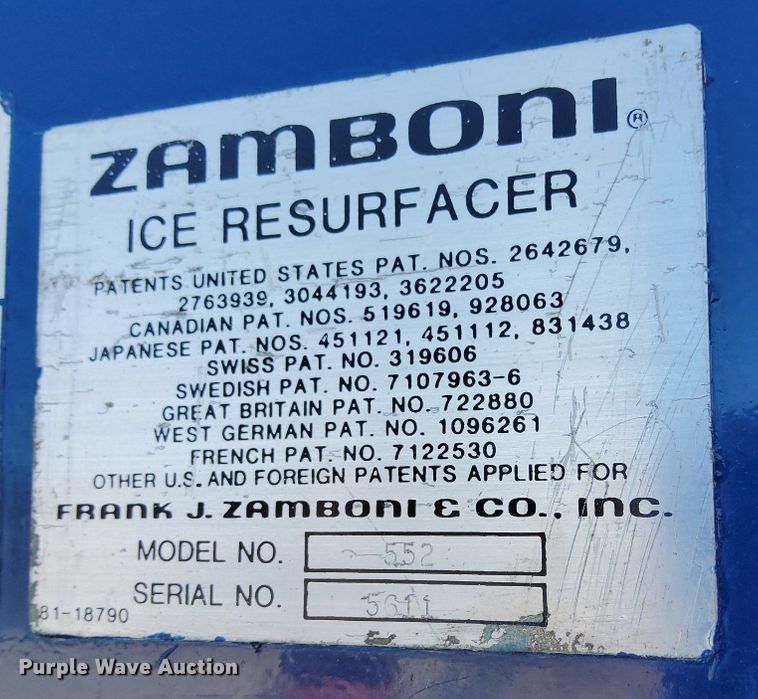 ZAMBONI®
ICE RESURFACER
PATENTS UNITED STATES PAT. NOS. 2642679,
2763939, 3044193, 3622205
CANADIAN PAT. NOS. 519619, 928063
JAPANESE PAT. NOS. 451121, 451112, 831438
SWISS PAT. NO. 319606
SWEDISH PAT. NO. 7107963-6
GREAT BRITAIN PAT. NO. 722880
WEST GERMAN PAT. NO. 1096261
FRENCH PAT. NO. 7122530
OTHER U.S. AND FOREIGN PATENTS APPLIED FOR
FRANK J. ZAMBONI & CO., INC.
MODEL NO. 552
SERIAL NO. 5611
81-18790
Purple Wave Auction